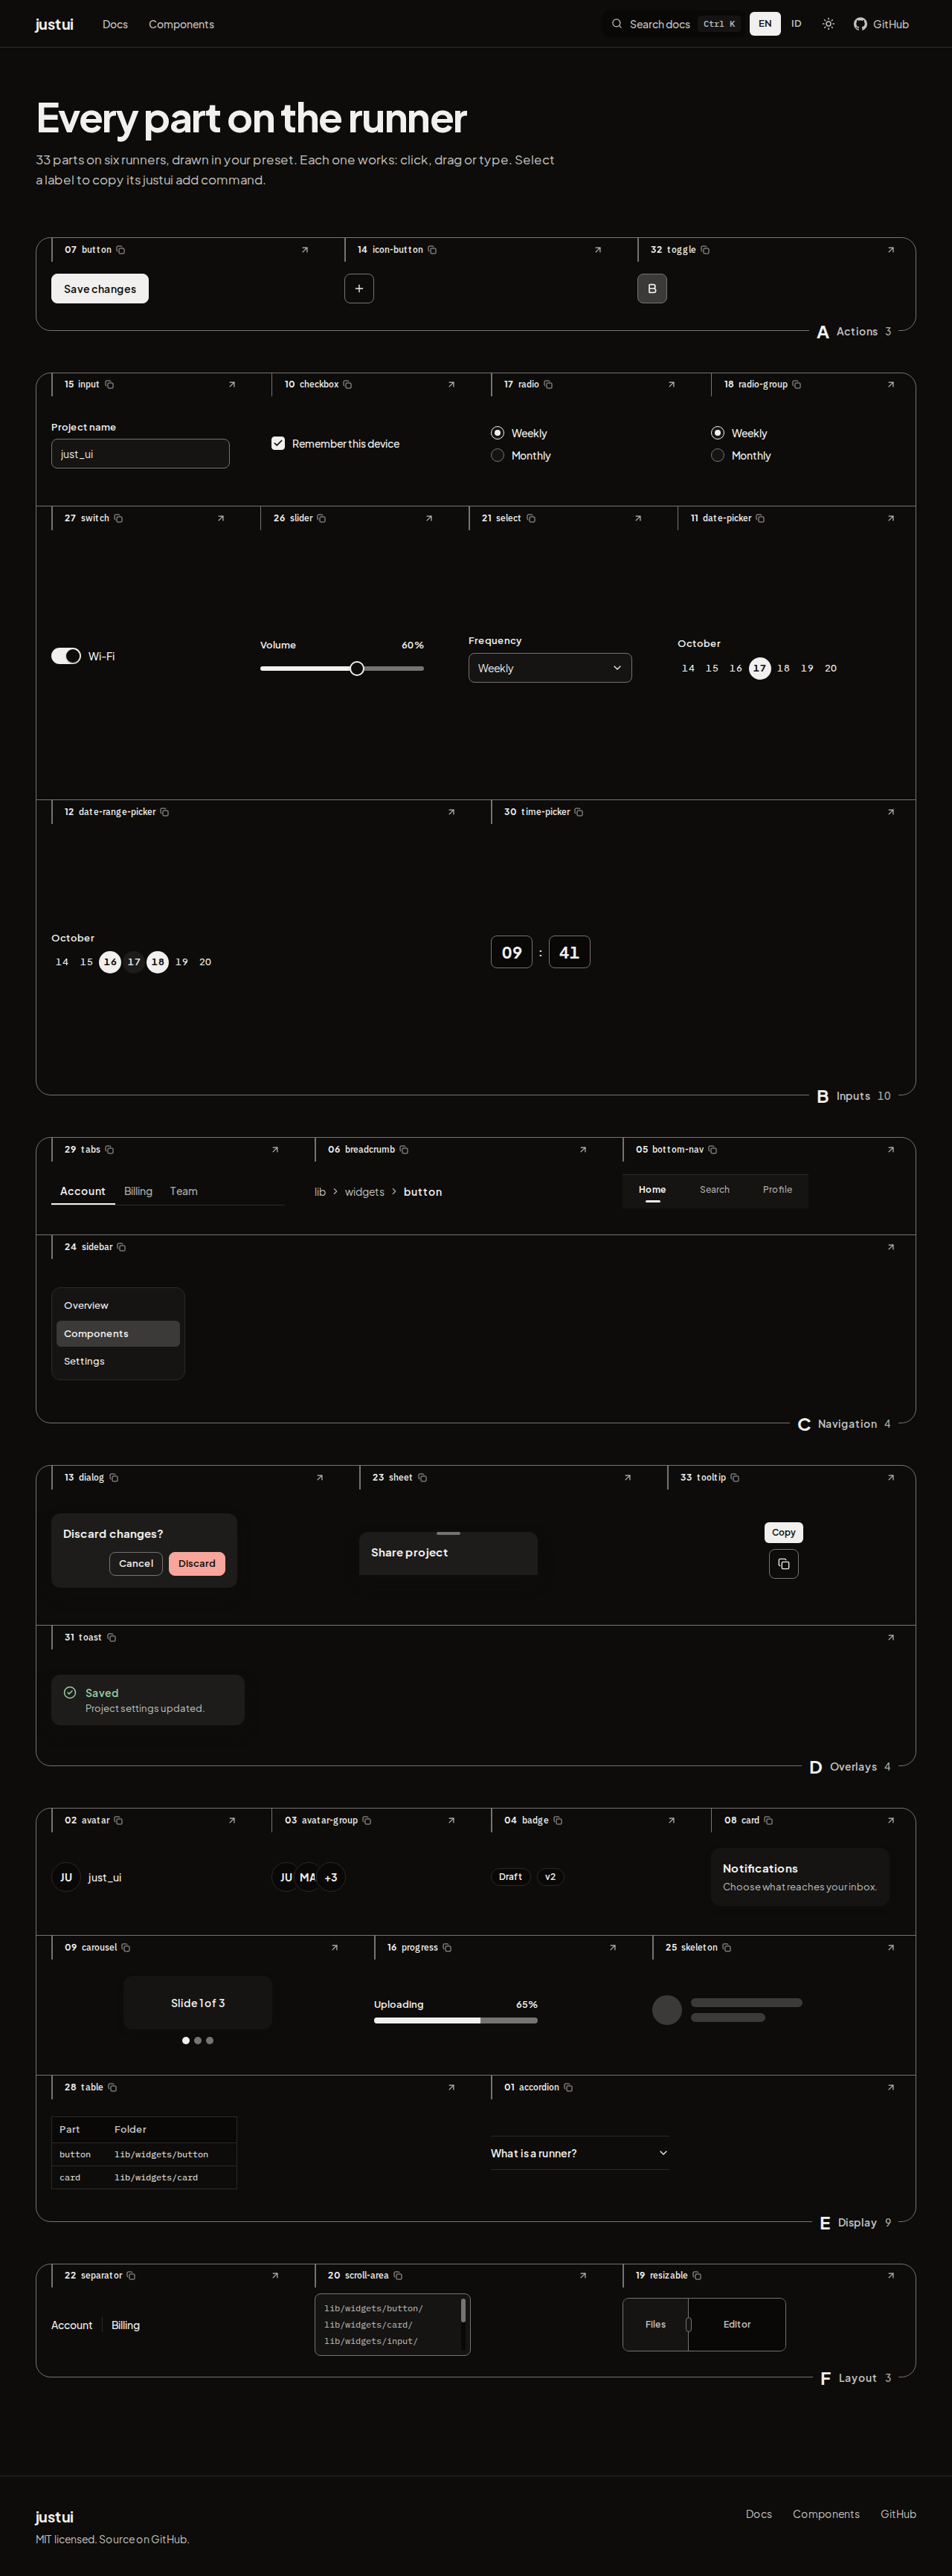 justui Docs Components Search docs Ctrl K EN ID GitHub
Every part on the runner
33 parts on six runners, drawn in your preset. Each one works: click, drag or type. Select
a label to copy its justui add command.
07 button 14 icon-button 32 toggle
Save changes B
A Actions 3
15 input 10 checkbox 17 radio 18 radio-group
Project name
just_ui Remember this device Weekly Weekly
Monthly Monthly
27 switch 26 slider 21 select 11 date-picker
Wi-Fi Volume 60% Frequency October
Weekly 14 15 16 17 18 19 20
12 date-range-picker 30 time-picker
October
14 15 16 17 18 19 20 09 : 41
B Inputs 10
29 tabs 06 breadcrumb 05 bottom-nav
Account Billing Team lib > widgets > button Home Search Profile
24 sidebar
Overview
Components
Settings
C Navigation 4
13 dialog 23 sheet 33 tooltip
Discard changes? Share project Copy
Cancel Discard
31 toast
Saved
Project settings updated.
D Overlays 4
02 avatar 03 avatar-group 04 badge 08 card
JU just_ui JU MA +3 Draft v2 Notifications
Choose what reaches your inbox.
09 carousel 16 progress 25 skeleton
Slide 1 of 3 Uploading 65%
28 table 01 accordion
Part Folder
button lib/widgets/button What is a runner?
card lib/widgets/card
E Display 9
22 separator 20 scroll-area 19 resizable
Account Billing lib/widgets/button/ Files Editor
lib/widgets/card/
lib/widgets/input/
F Layout 3
justui Docs Components GitHub
MIT licensed. Source on GitHub.